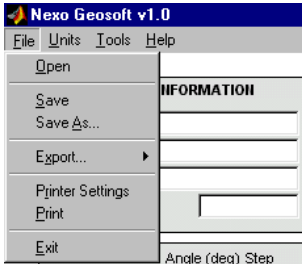 Nexo Geosoft v1.0
File Units Tools Help
Open
NFORMATION
Save
Save As...
Export...
Printer Settings
Print
Exit
Angle (deg) Step